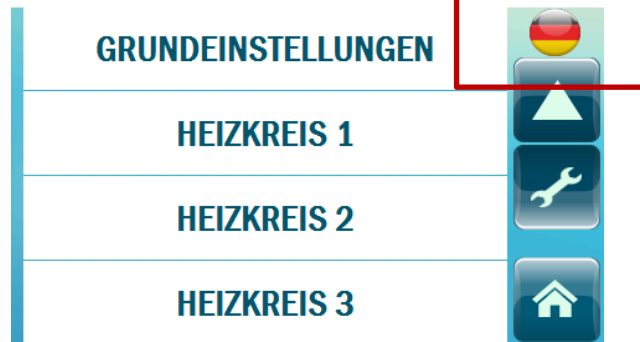 GRUNDEINSTELLUNGEN
HEIZKREIS 1
HEIZKREIS 2
HEIZKREIS 3